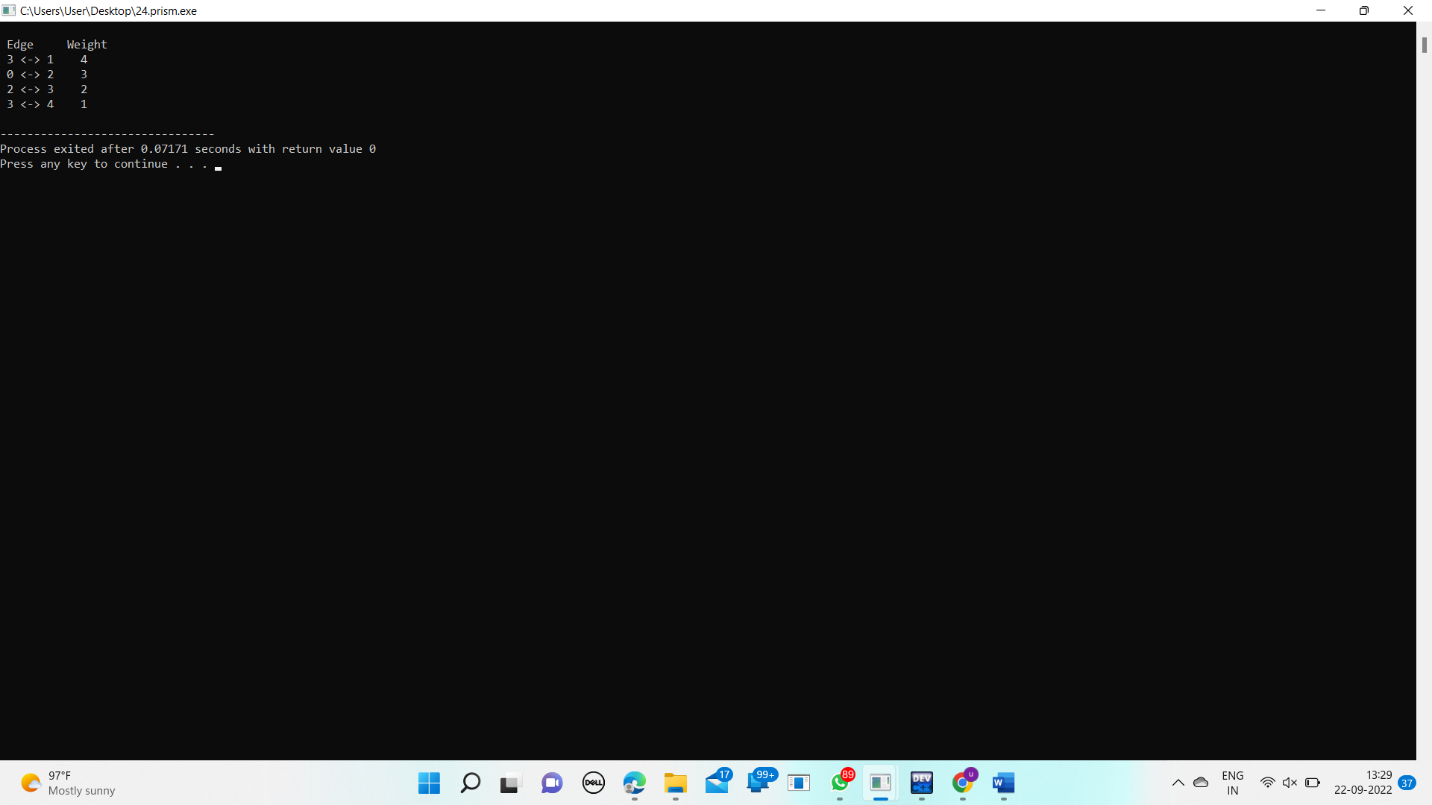 C:\Users\User\Desktop\24.prism.exe
Edge Weight
3 <-> 1 4
0 <-> 2 3
2 <-> 3 2
3 <-> 4 1
--------------------------------
Process exited after 0.07171 seconds with return value 0
Press any key to continue . . .
97°F
Mostly sunny
DELL
17
99+
89
DEV
U
W
ENG
IN
13:29
22-09-2022
37